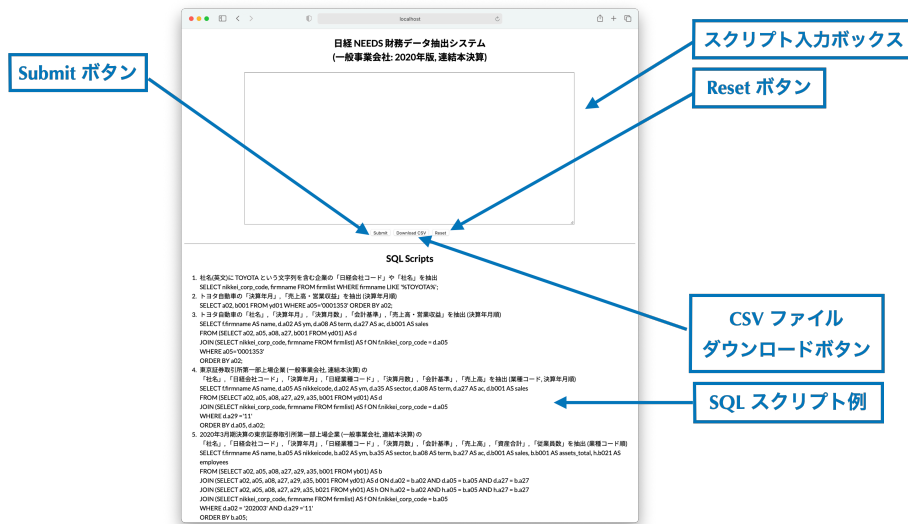 localhost
日経 NEEDS 財務データ抽出システム
(一般事業会社: 2020年版, 連結本決算)
Submit ボタン
スクリプト入力ボックス
Reset ボタン
Submit
Download CSV
Reset
SQL Scripts
1. 社名(英文)に TOYOTA という文字列を含む企業の「日経会社コード」や「社名」を抽出
SELECT nikkei_corp_code, firmname FROM firmlist WHERE firmname LIKE '%TOYOTA%';
2. トヨタ自動車の「決算年月」,「売上高・営業収益」を抽出 (決算年月順)
SELECT a02, b001 FROM yd01 WHERE a05='0001353' ORDER BY a02;
3. トヨタ自動車の「社名」,「決算年月」,「決算月数」,「会計基準」,「売上高・営業収益」を抽出 (決算年月順)
SELECT f.firmname AS name, d.a02 AS ym, d.a08 AS term, d.a27 AS ac, d.b001 AS sales
FROM (SELECT a02, a05, a08, a27, b001 FROM yd01) AS d
JOIN (SELECT nikkei_corp_code, firmname FROM firmlist) AS f ON f.nikkei_corp_code = d.a05
WHERE a05='0001353'
ORDER BY a02;
4. 東京証券取引所第一部上場企業 (一般事業会社, 連結本決算) の
「社名」,「日経会社コード」,「決算年月」,「日経業種コード」,「決算月数」,「会計基準」,「売上高」を抽出 (業種コード, 決算年月順)
SELECT f.firmname AS name, d.a05 AS nikkeicode, d.a02 AS ym, d.a35 AS sector, d.a08 AS term, d.a27 AS ac, d.b001 AS sales
FROM (SELECT a02, a05, a08, a27, a29, a35, b001 FROM yd01) AS d
JOIN (SELECT nikkei_corp_code, firmname FROM firmlist) AS f ON f.nikkei_corp_code = d.a05
WHERE d.a29 ='11'
ORDER BY d.a05, d.a02;
5. 2020年3月期決算の東京証券取引所第一部上場企業 (一般事業会社, 連結本決算) の
「社名」,「日経会社コード」,「決算年月」,「日経業種コード」,「決算月数」,「会計基準」,「売上高」,「資産合計」,「従業員数」を抽出 (業種コード順)
SELECT f.firmname AS name, b.a05 AS nikkeicode, b.a02 AS ym, b.a35 AS sector, b.a08 AS term, b.a27 AS ac, d.b001 AS sales, b.b001 AS assets_total, h.b021 AS
employees
FROM (SELECT a02, a05, a08, a27, a29, a35, b001 FROM yb01) AS b
JOIN (SELECT a02, a05, a08, a27, a29, a35, b001 FROM yd01) AS d ON d.a02 = b.a02 AND d.a05 = b.a05 AND d.a27 = b.a27
JOIN (SELECT a02, a05, a08, a27, a29, a35, b021 FROM yh01) AS h ON h.a02 = b.a02 AND h.a05 = b.a05 AND h.a27 = b.a27
JOIN (SELECT nikkei_corp_code, firmname FROM firmlist) AS f ON f.nikkei_corp_code = b.a05
WHERE d.a02 = '202003' AND d.a29 ='11'
ORDER BY b.a05;
CSV ファイル
ダウンロードボタン
SQL スクリプト例